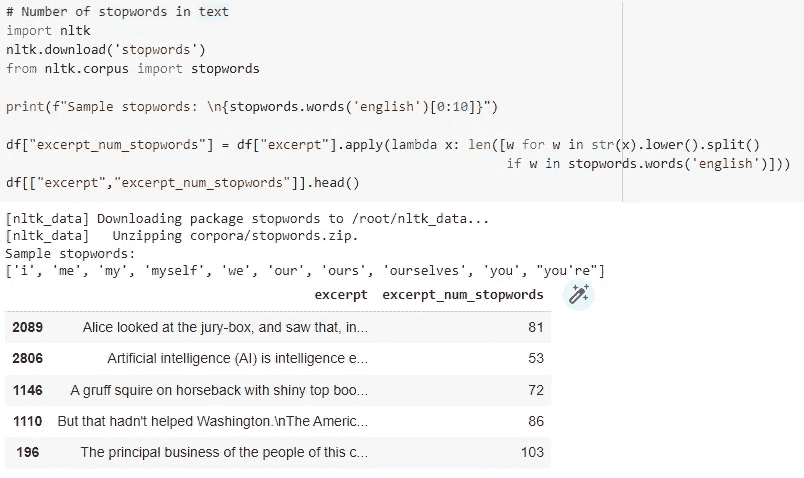 # Number of stopwords in text
import nltk
nltk.download('stopwords')
from nltk.corpus import stopwords
print(f"Sample stopwords: \n{stopwords.words('english')[0:10]}")
df["excerpt_num_stopwords"] = df["excerpt"].apply(lambda x: len([w for w in str(x).lower().split()
if w in stopwords.words('english')]))
df[["excerpt","excerpt_num_stopwords"]].head()
[nltk_data] Downloading package stopwords to /root/nltk_data...
[nltk_data]   Unzipping corpora/stopwords.zip.
Sample stopwords:
['i', 'me', 'my', 'myself', 'we', 'our', 'ours', 'ourselves', 'you', "you're"]
excerpt excerpt_num_stopwords
2089 Alice looked at the jury-box, and saw that, in... 81
2806 Artificial intelligence (AI) is intelligence e... 53
1146 A gruff squire on horseback with shiny top boo... 72
1110 But that hadn't helped Washington.\nThe Americ... 86
196 The principal business of the people of this c... 103